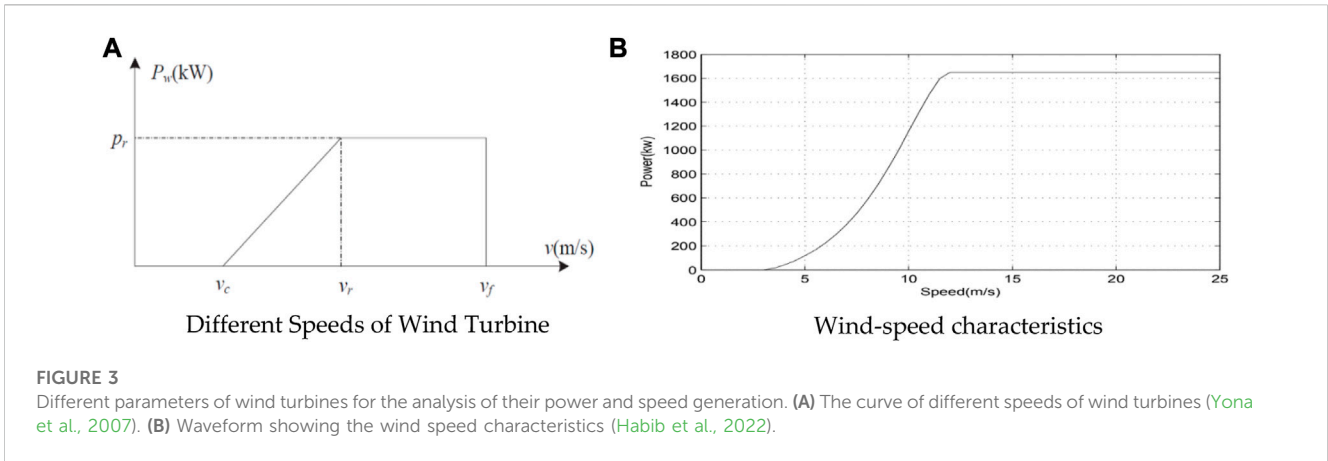 A
P_w(kW)
p_r
v(m/s)
v_c
v_r
v_f
Different Speeds of Wind Turbine
B
1800
1600
1400
1200
1000
800
600
400
200
0
Power(kw)
0 5 10 15 20 25
Speed(m/s)
Wind-speed characteristics
FIGURE 3
Different parameters of wind turbines for the analysis of their power and speed generation. (A) The curve of different speeds of wind turbines (Yona
et al., 2007). (B) Waveform showing the wind speed characteristics (Habib et al., 2022).